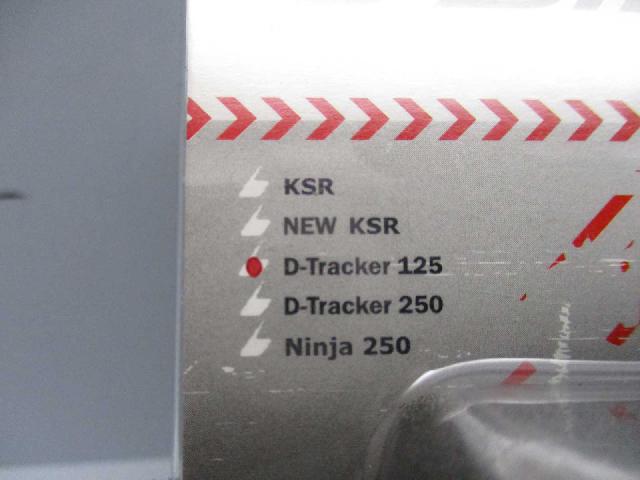 KSR
NEW KSR
D-Tracker 125
D-Tracker 250
Ninja 250